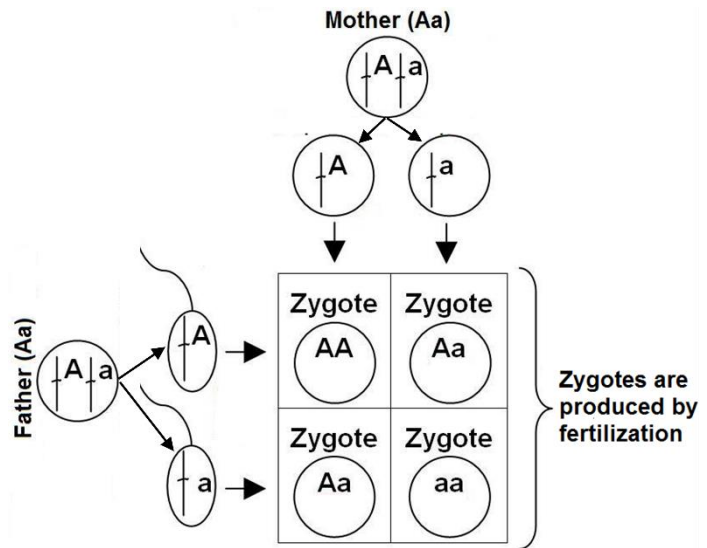 Mother (Aa)
A a
A
a
Father (Aa)
A a
A
a
Zygote Zygote
AA Aa
Zygote Zygote
Aa aa
Zygotes are
produced by
fertilization